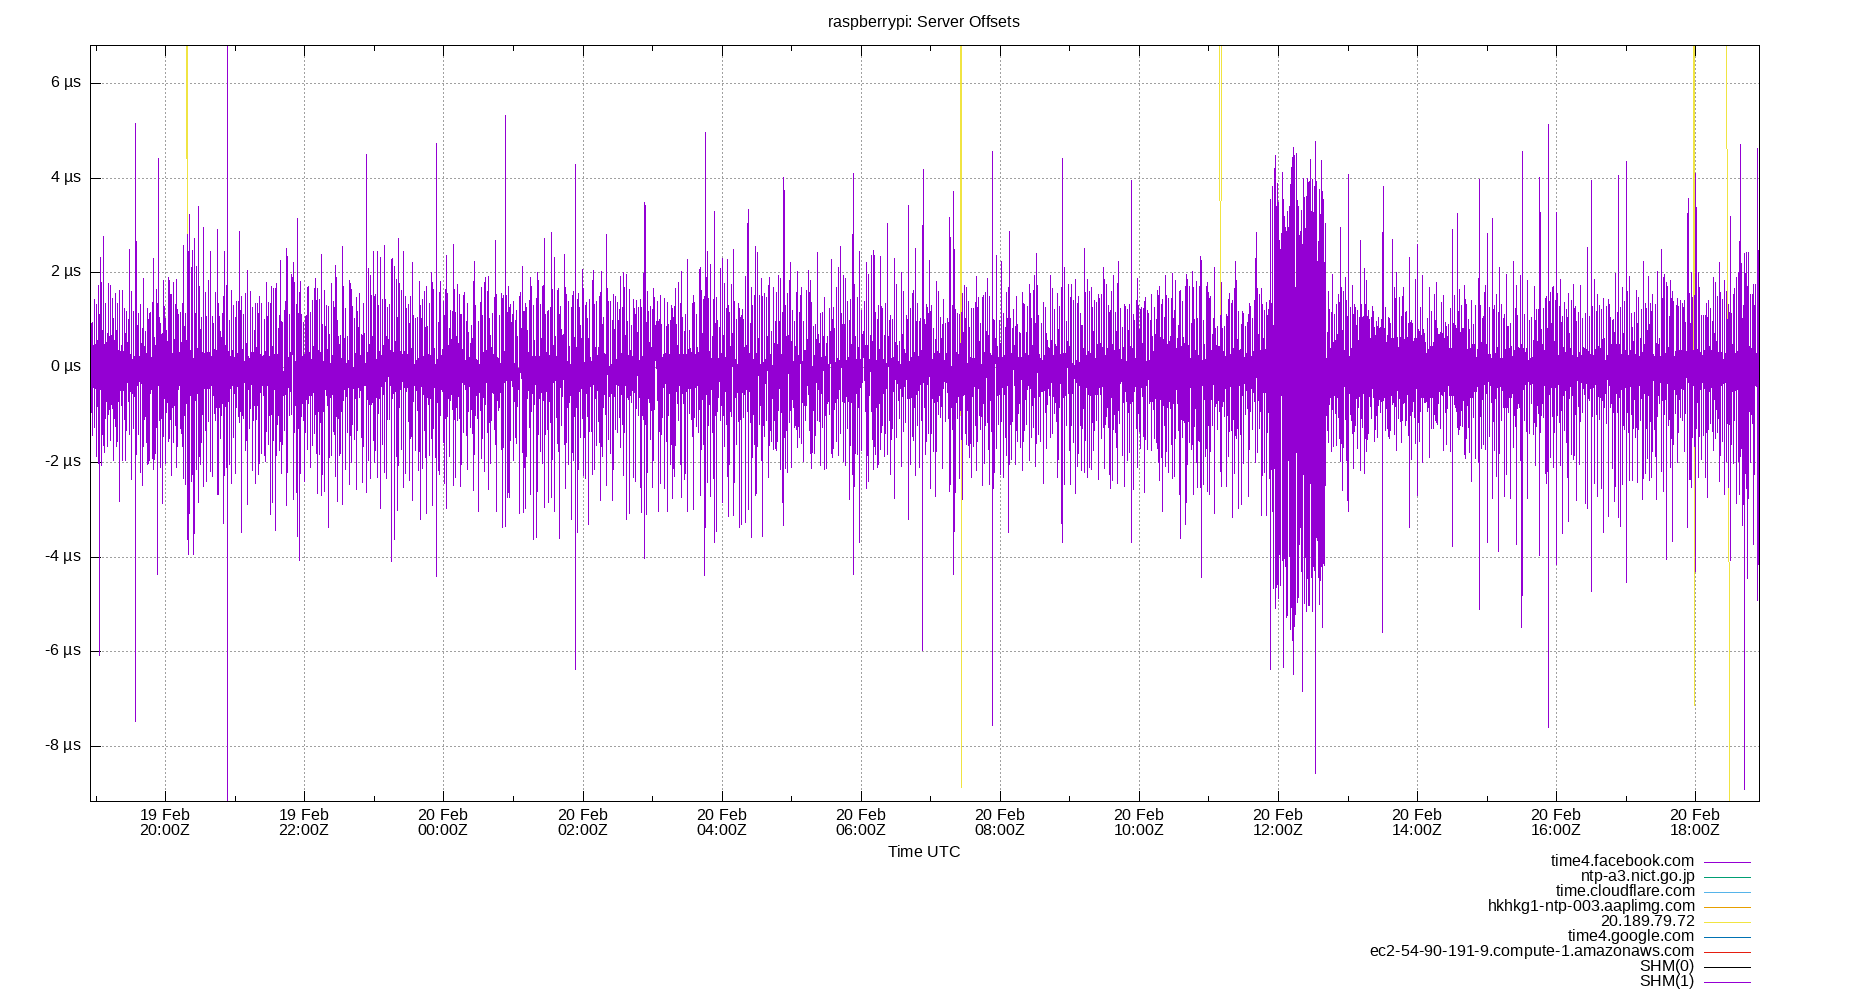 raspberrypi: Server Offsets
6 µs
4 µs
2 µs
0 µs
-2 µs
-4 µs
-6 µs
-8 µs
19 Feb 19 Feb 20 Feb 20 Feb 20 Feb 20 Feb 20 Feb 20 Feb 20 Feb 20 Feb 20 Feb 20 Feb
20:00Z 22:00Z 00:00Z 02:00Z 04:00Z 06:00Z 08:00Z 10:00Z 12:00Z 14:00Z 16:00Z 18:00Z
Time UTC
time4.facebook.com
ntp-a3.nict.go.jp
time.cloudflare.com
hkhkg1-ntp-003.aaplimg.com
20.189.79.72
time4.google.com
ec2-54-90-191-9.compute-1.amazonaws.com
SHM(0)
SHM(1)